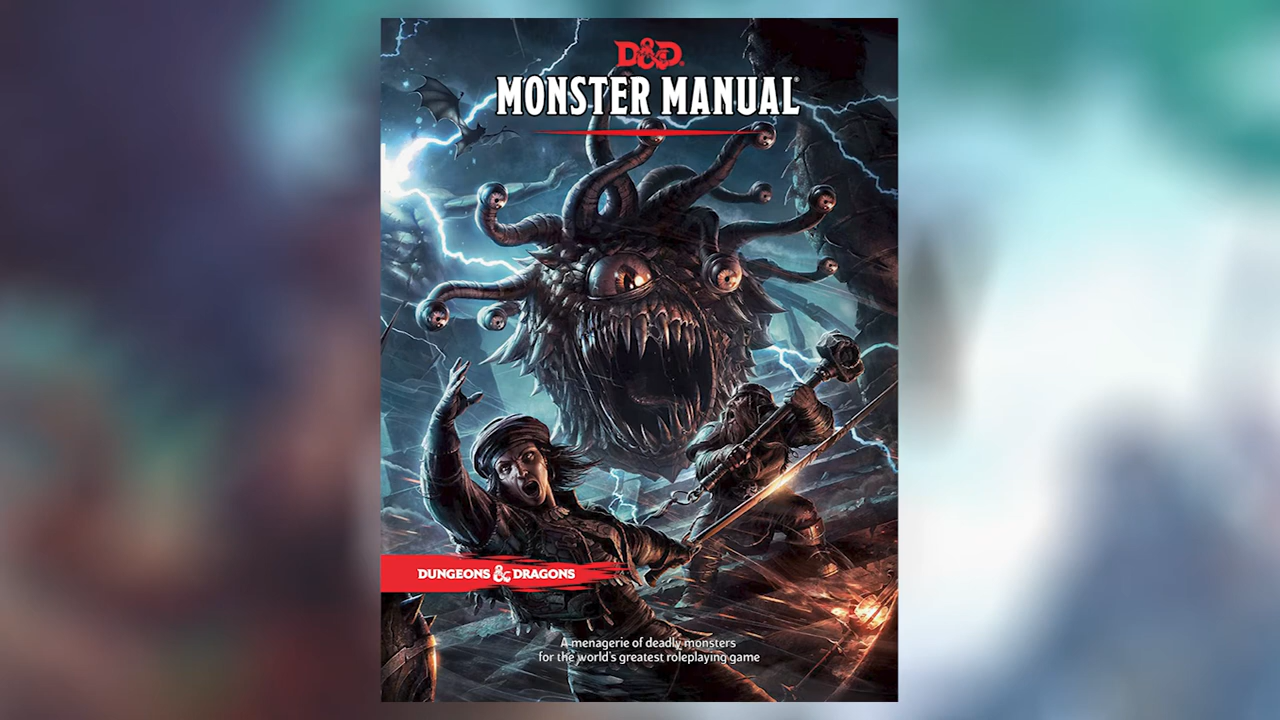 D&D®
MONSTER MANUAL®
DUNGEONS & DRAGONS
A menagerie of deadly monsters
for the world's greatest roleplaying game